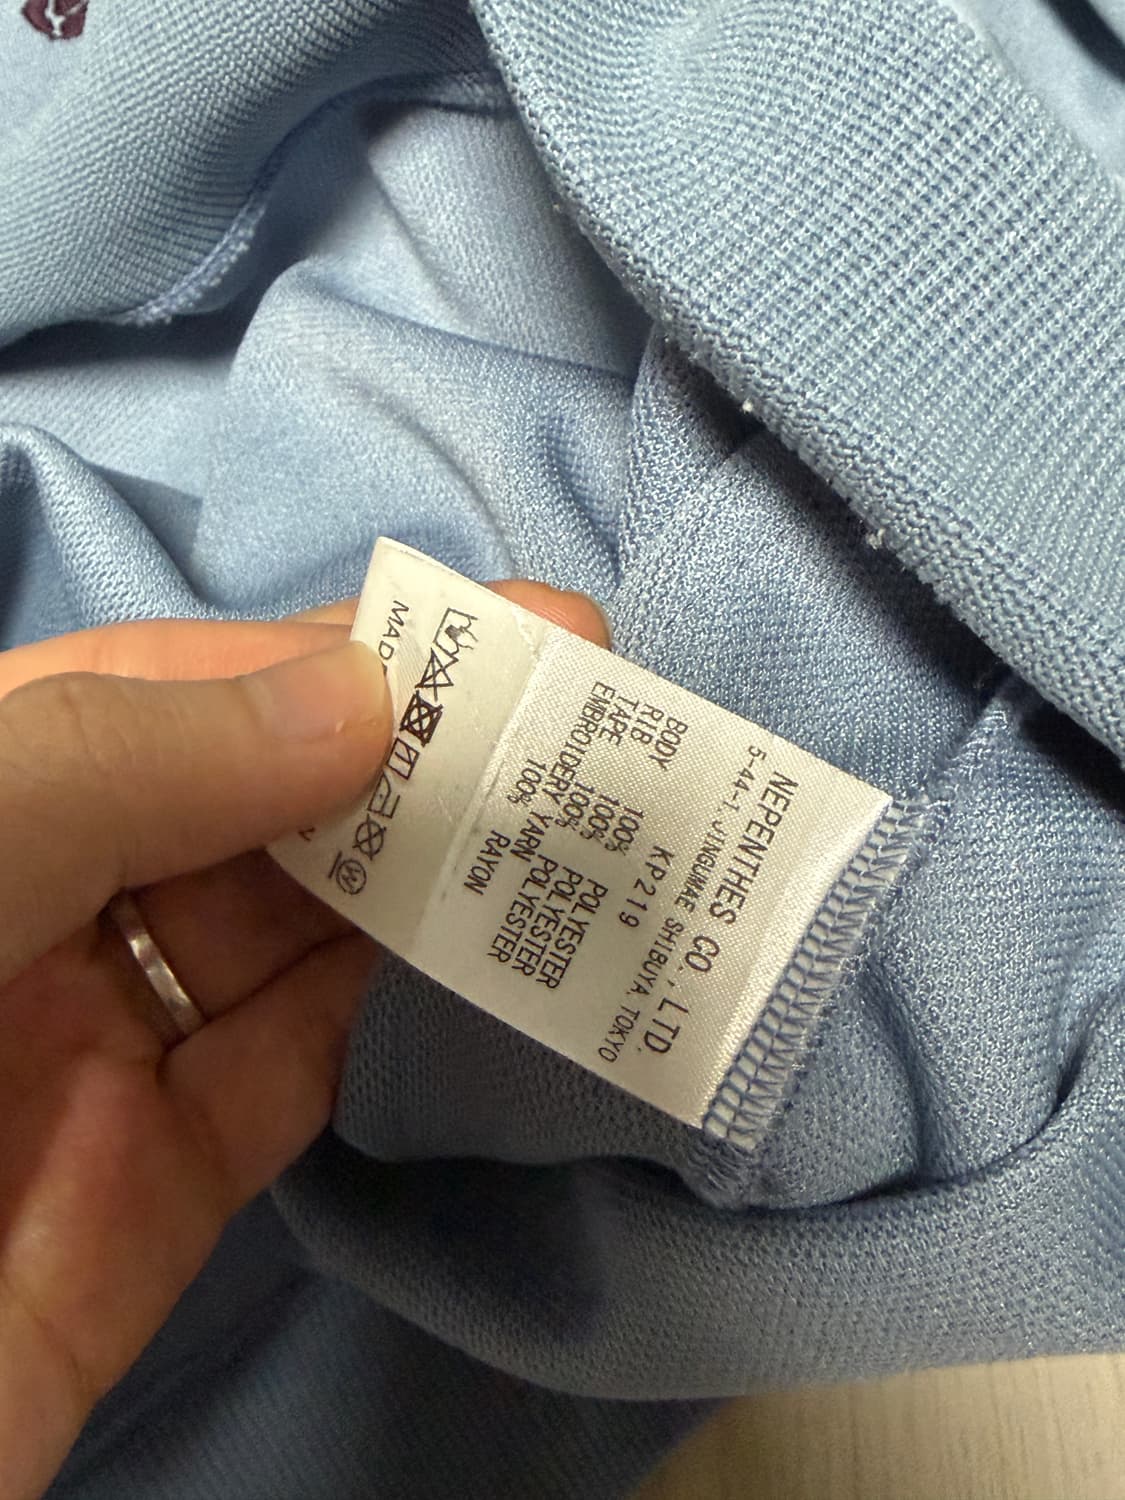 NEPENTHES CO., LTD.
5-44-1, JINGUMAE SHIBUYA, TOKYO
KP219
BODY 100% POLYESTER
RIB 100% POLYESTER
TAPE 100% POLYESTER
EMBROIDERY YARN
100% RAYON
W